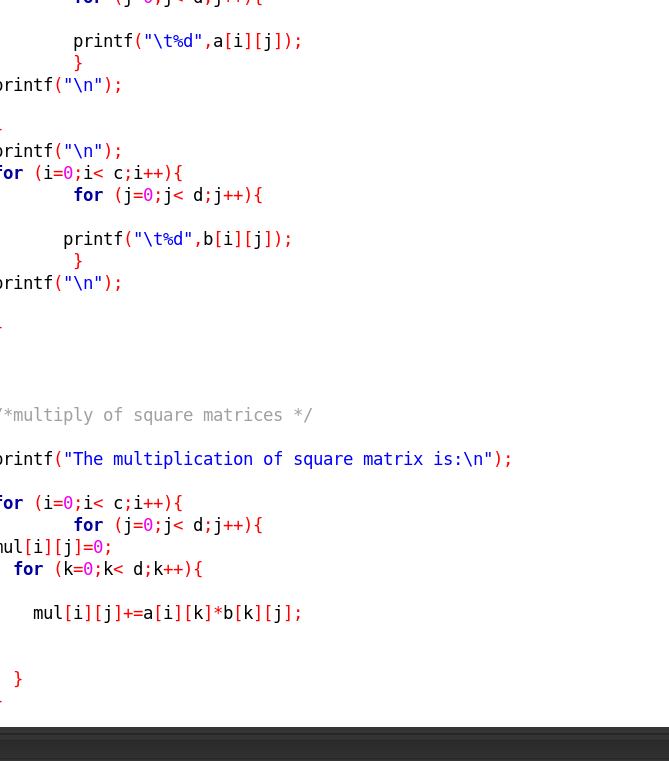 for (j=0;j< d;j++){
printf("\t%d",a[i][j]);
}
printf("\n");
}
printf("\n");
for (i=0;i< c;i++){
for (j=0;j< d;j++){
printf("\t%d",b[i][j]);
}
printf("\n");
}
/*multiply of square matrices */
printf("The multiplication of square matrix is:\n");
for (i=0;i< c;i++){
for (j=0;j< d;j++){
mul[i][j]=0;
for (k=0;k< d;k++){
mul[i][j]+=a[i][k]*b[k][j];
}
}